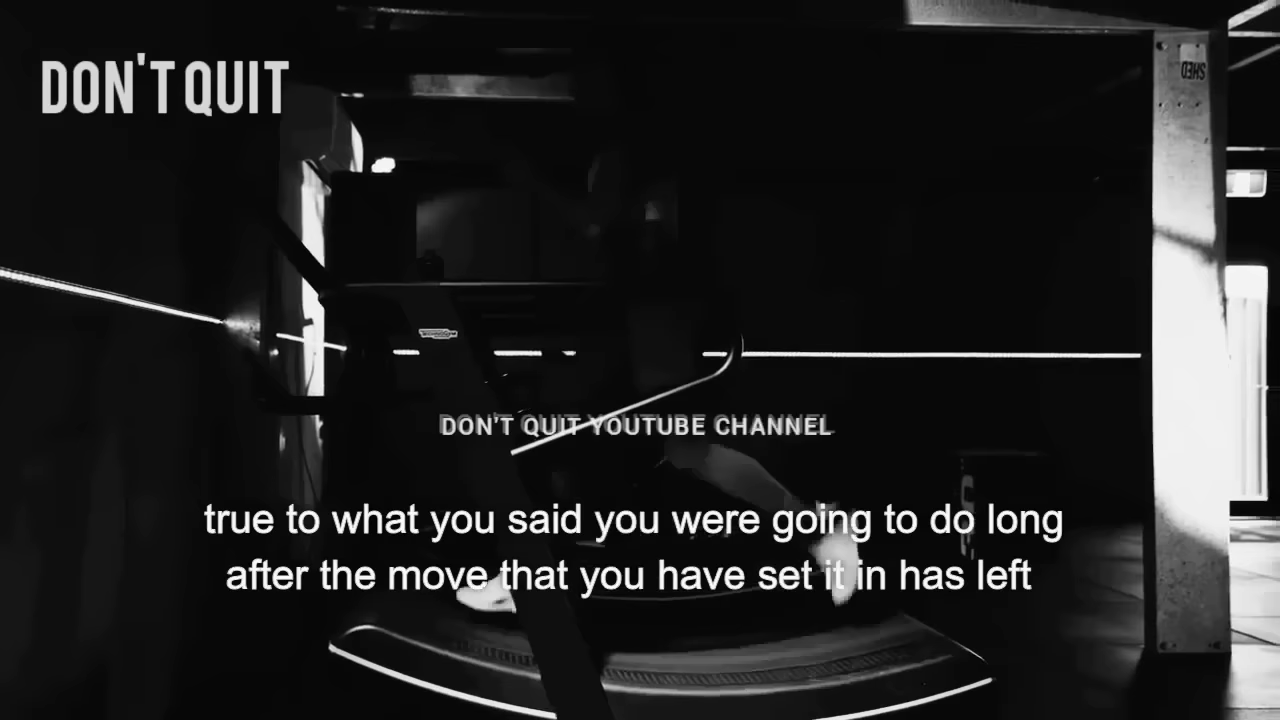 DON'T QUIT
SHED
DON'T QUIT YOUTUBE CHANNEL
true to what you said you were going to do long
after the move that you have set it in has left